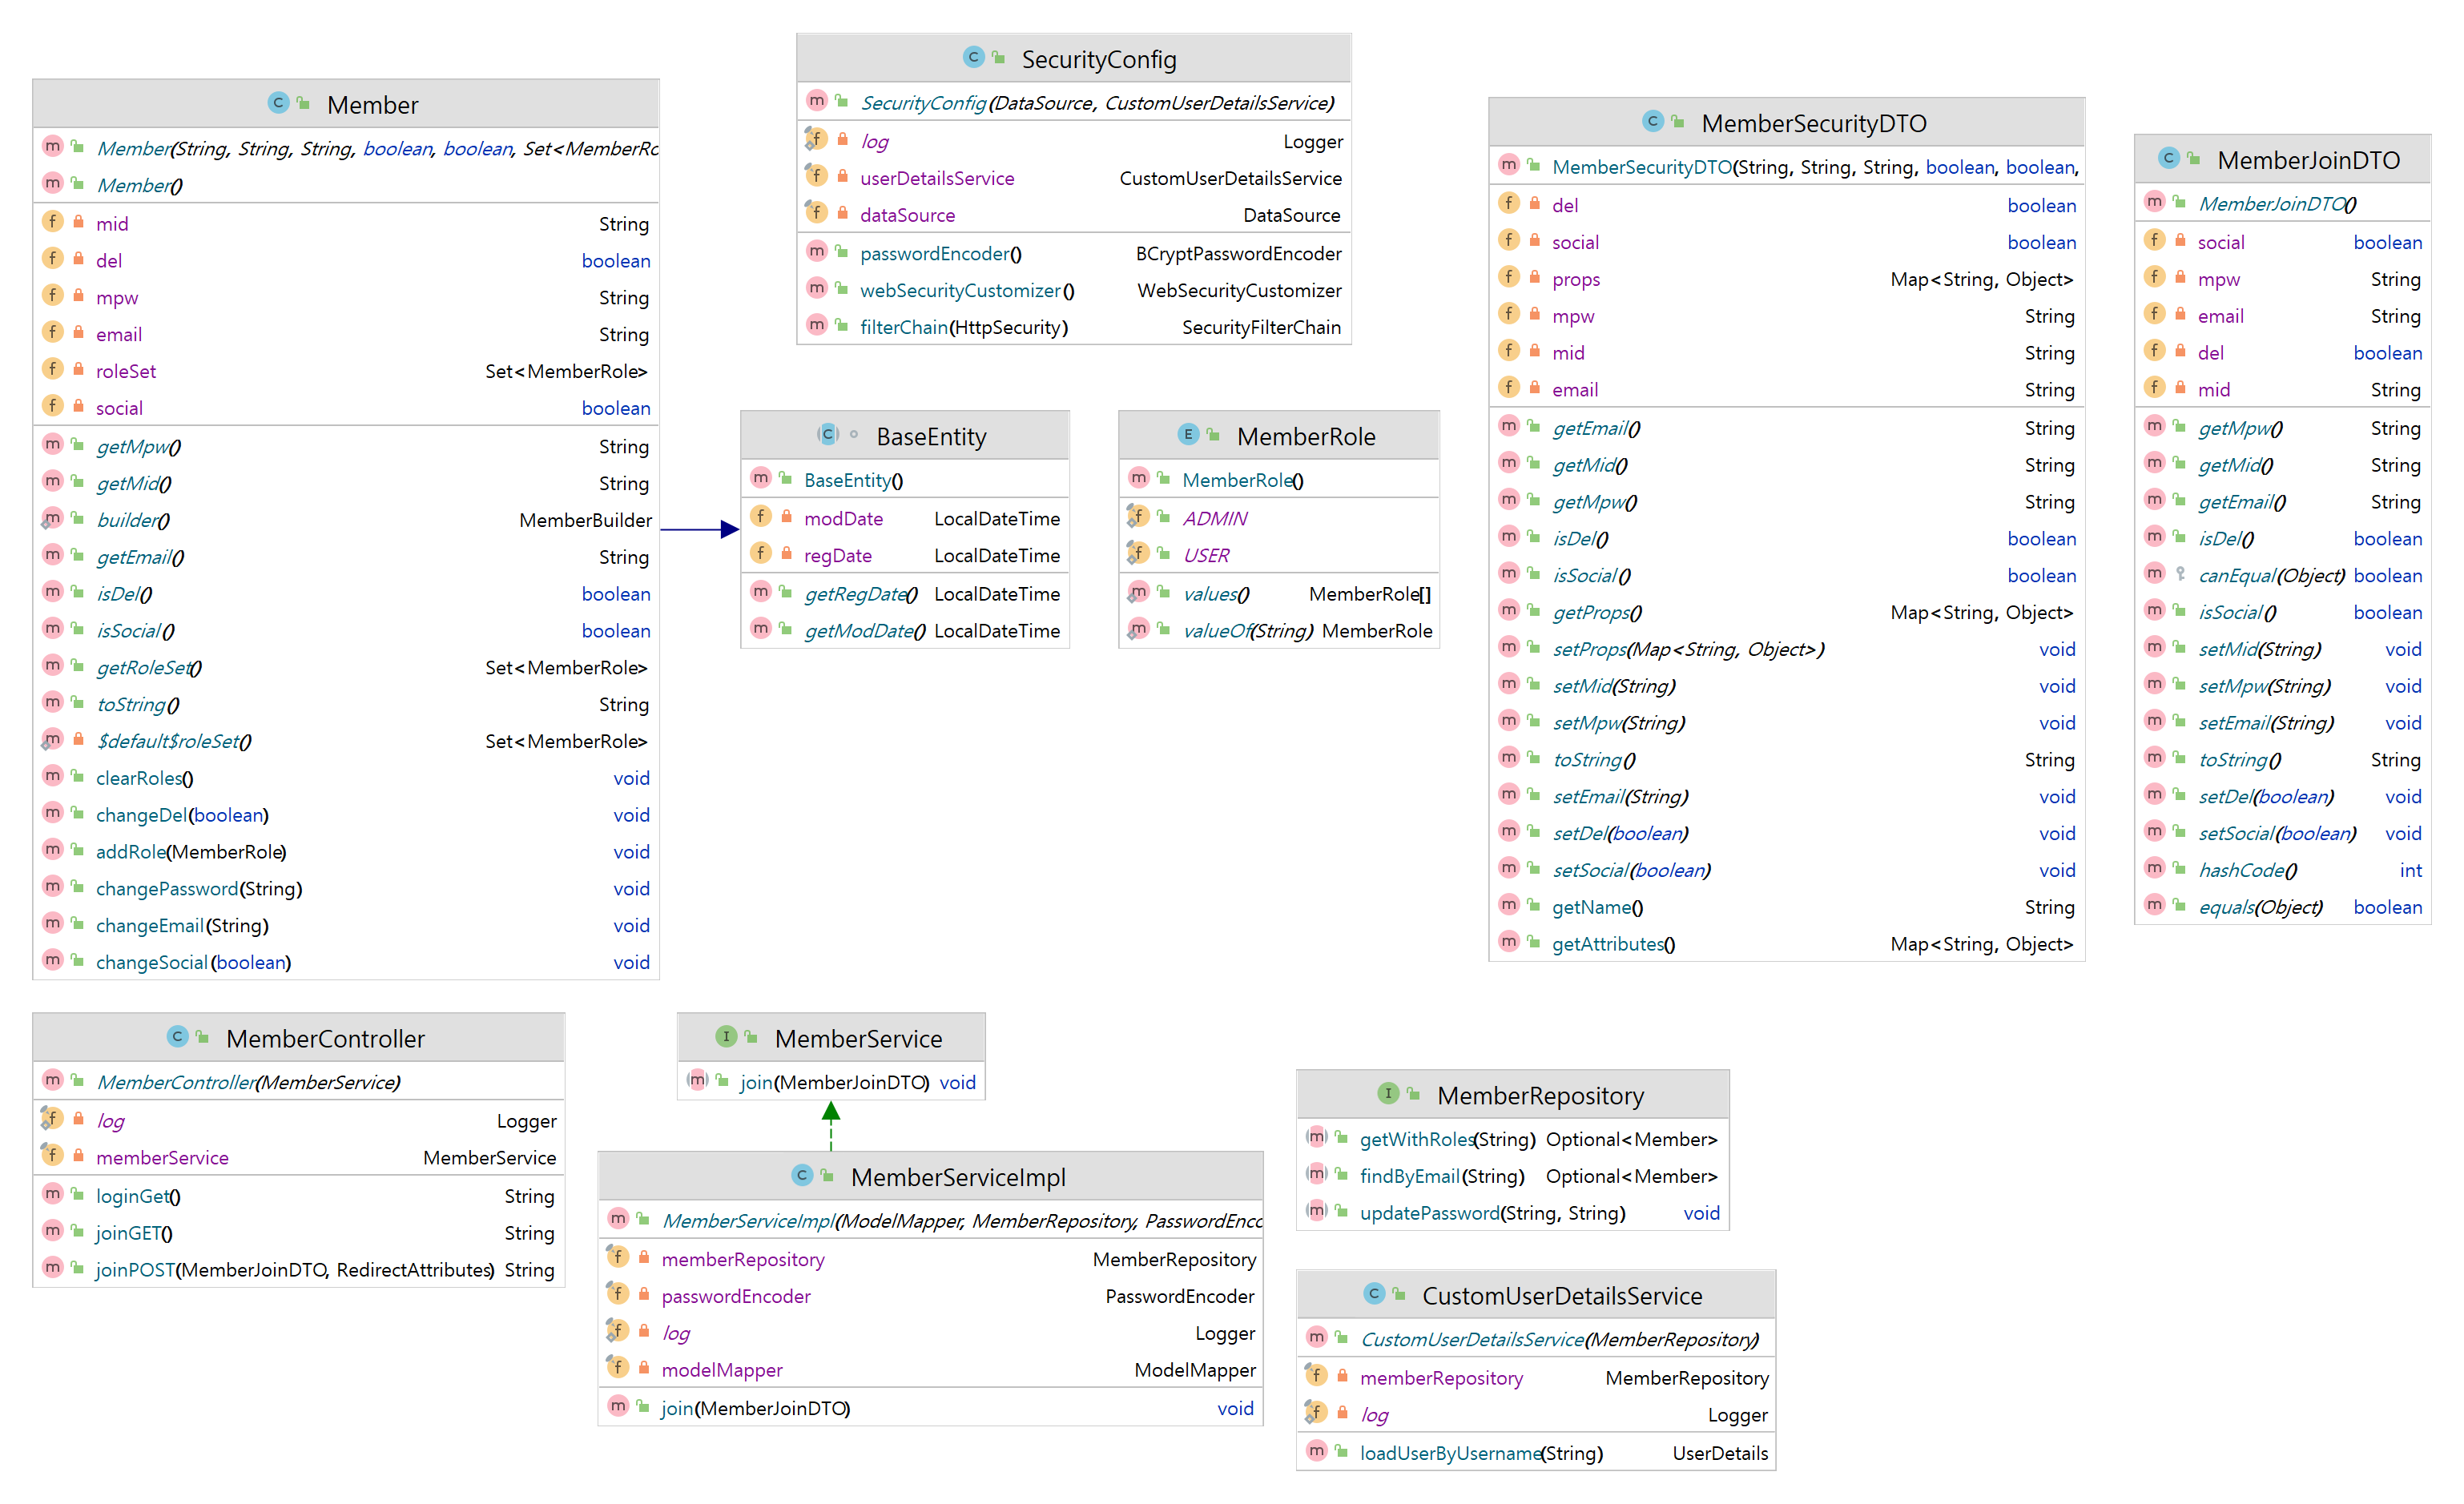 Member
Member(String, String, String, boolean, boolean, Set<MemberRo
Member()
mid String
del boolean
mpw String
email String
roleSet Set<MemberRole>
social boolean
getMpw() String
getMid() String
builder() MemberBuilder
getEmail() String
isDel() boolean
isSocial() boolean
getRoleSet() Set<MemberRole>
toString() String
$default$roleSet() Set<MemberRole>
clearRoles() void
changeDel(boolean) void
addRole(MemberRole) void
changePassword(String) void
changeEmail(String) void
changeSocial(boolean) void
SecurityConfig
SecurityConfig(DataSource, CustomUserDetailsService)
log Logger
userDetailsService CustomUserDetailsService
dataSource DataSource
passwordEncoder() BCryptPasswordEncoder
webSecurityCustomizer() WebSecurityCustomizer
filterChain(HttpSecurity) SecurityFilterChain
BaseEntity
BaseEntity()
modDate LocalDateTime
regDate LocalDateTime
getRegDate() LocalDateTime
getModDate() LocalDateTime
MemberRole
MemberRole()
ADMIN
USER
values() MemberRole[]
valueOf(String) MemberRole
MemberSecurityDTO
MemberSecurityDTO(String, String, String, boolean, boolean,
del boolean
social boolean
props Map<String, Object>
mpw String
mid String
email String
getEmail() String
getMid() String
getMpw() String
isDel() boolean
isSocial() boolean
getProps() Map<String, Object>
setProps(Map<String, Object>) void
setMid(String) void
setMpw(String) void
toString() String
setEmail(String) void
setDel(boolean) void
setSocial(boolean) void
getName() String
getAttributes() Map<String, Object>
MemberJoinDTO
MemberJoinDTO()
social boolean
mpw String
email String
del boolean
mid String
getMpw() String
getMid() String
getEmail() String
isDel() boolean
canEqual(Object) boolean
isSocial() boolean
setMid(String) void
setMpw(String) void
setEmail(String) void
toString() String
setDel(boolean) void
setSocial(boolean) void
hashCode() int
equals(Object) boolean
MemberController
MemberController(MemberService)
log Logger
memberService MemberService
loginGet() String
joinGET() String
joinPOST(MemberJoinDTO, RedirectAttributes) String
MemberService
join(MemberJoinDTO) void
MemberServiceImpl
MemberServiceImpl(ModelMapper, MemberRepository, PasswordEnco
memberRepository MemberRepository
passwordEncoder PasswordEncoder
log Logger
modelMapper ModelMapper
join(MemberJoinDTO) void
MemberRepository
getWithRoles(String) Optional<Member>
findByEmail(String) Optional<Member>
updatePassword(String, String) void
CustomUserDetailsService
CustomUserDetailsService(MemberRepository)
memberRepository MemberRepository
log Logger
loadUserByUsername(String) UserDetails